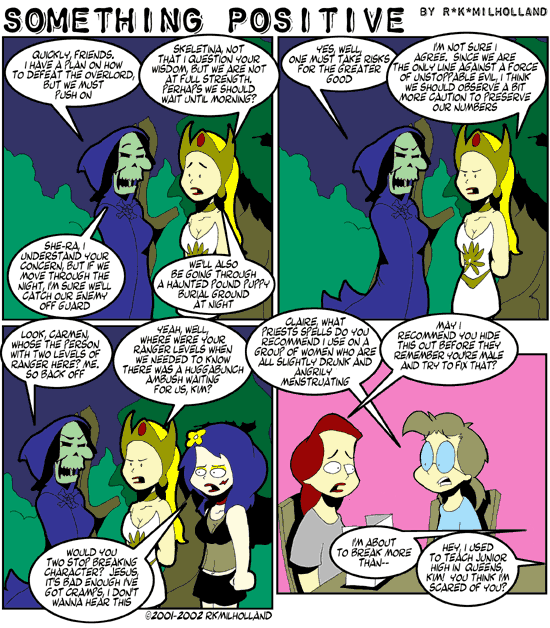 SOMETHING POSITIVE BY R*K*MILHOLLAND
QUICKLY, FRIENDS.
I HAVE A PLAN ON HOW
TO DEFEAT THE OVERLORD,
BUT WE MUST
PUSH ON
SKELETINA, NOT
THAT I QUESTION YOUR
WISDOM, BUT WE ARE NOT
AT FULL STRENGTH.
PERHAPS WE SHOULD
WAIT UNTIL MORNING?
SHE-RA, I
UNDERSTAND YOUR
CONCERN, BUT IF WE
MOVE THROUGH THE
NIGHT, I'M SURE WE'LL
CATCH OUR ENEMY
OFF GUARD
WE'LL ALSO
BE GOING THROUGH
A HAUNTED POUND PUPPY
BURIAL GROUND
AT NIGHT
YES, WELL,
ONE MUST TAKE RISKS
FOR THE GREATER
GOOD
I'M NOT SURE I
AGREE. SINCE WE ARE
THE ONLY LINE AGAINST A FORCE
OF UNSTOPPABLE EVIL, I THINK
WE SHOULD OBSERVE A BIT
MORE CAUTION TO PRESERVE
OUR NUMBERS
LOOK, CARMEN,
WHOSE THE PERSON
WITH TWO LEVELS OF
RANGER HERE? ME.
SO BACK OFF
YEAH, WELL,
WHERE WERE YOUR
RANGER LEVELS WHEN
WE NEEDED TO KNOW
THERE WAS A HUGGABUNCH
AMBUSH WAITING
FOR US, KIM?
WOULD YOU
TWO STOP BREAKING
CHARACTER? JESUS,
IT'S BAD ENOUGH I'VE
GOT CRAMPS, I DON'T
WANNA HEAR THIS
©2001-2002 RKMILHOLLAND
CLAIRE, WHAT
PRIESTS SPELLS DO YOU
RECOMMEND I USE ON A
GROUP OF WOMEN WHO ARE
ALL SLIGHTLY DRUNK AND
ANGRILY
MENSTRUATING
MAY I
RECOMMEND YOU HIDE
THIS OUT BEFORE THEY
REMEMBER YOU'RE MALE
AND TRY TO FIX THAT?
I'M ABOUT
TO BREAK MORE
THAN--
HEY, I USED
TO TEACH JUNIOR
HIGH IN QUEENS,
KIM! YOU THINK I'M
SCARED OF YOU?